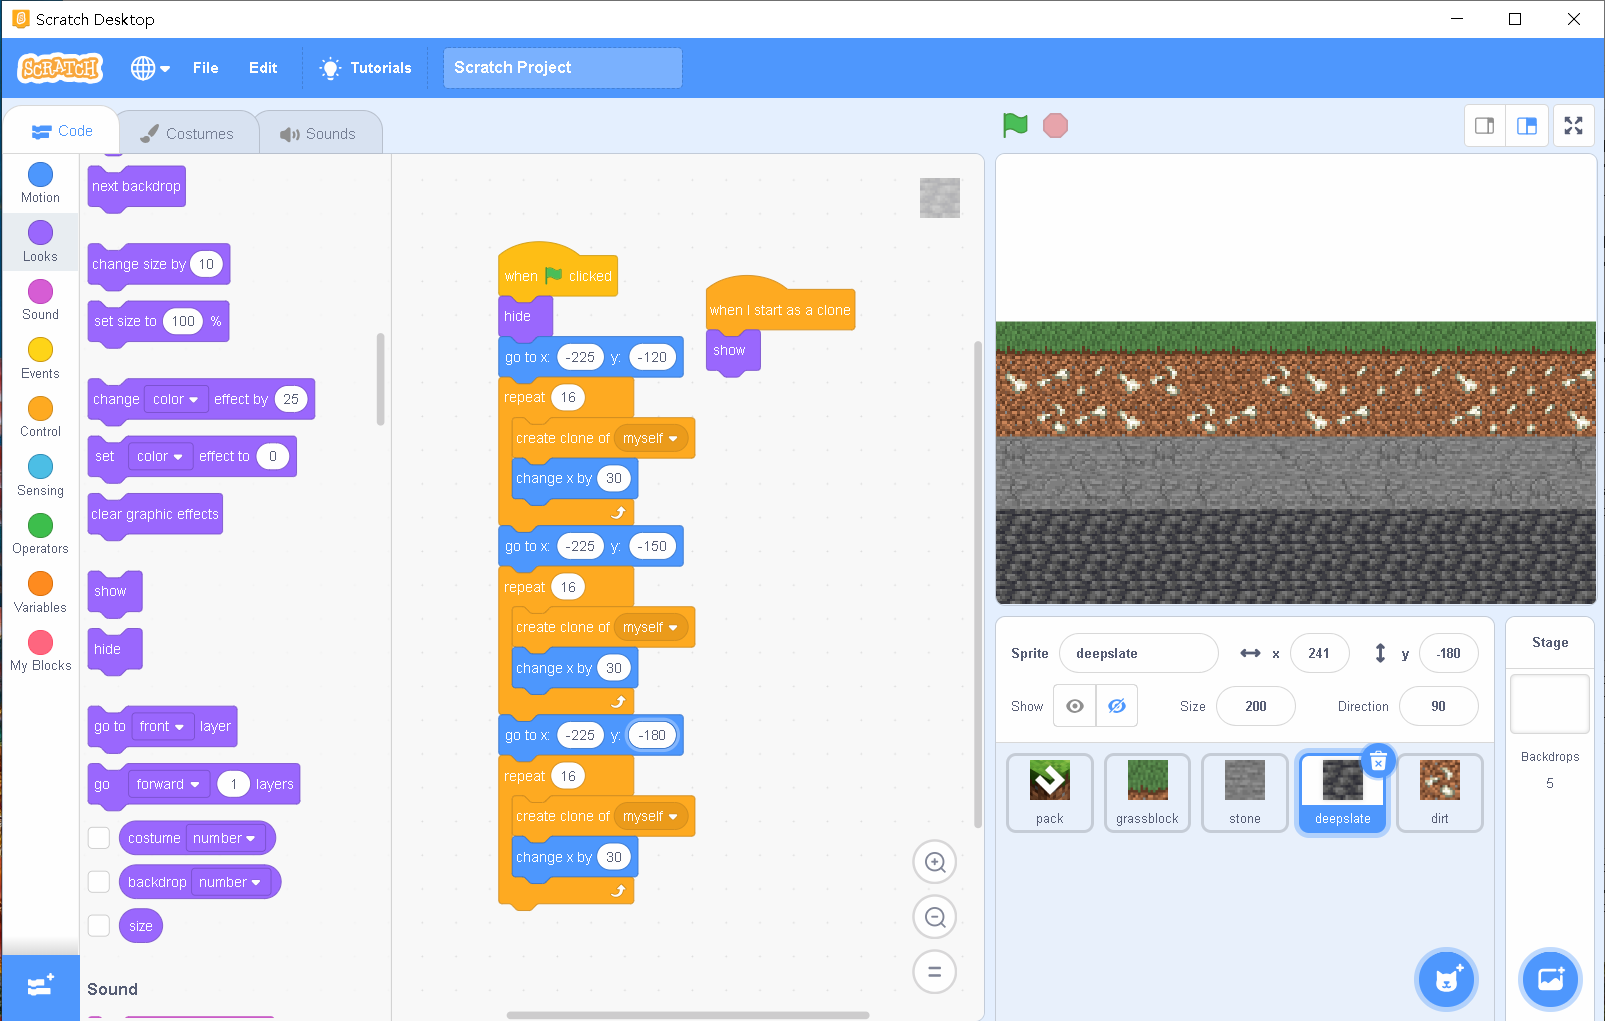 Scratch Desktop
SCRATCH
File
Edit
Tutorials
Scratch Project
Code
Costumes
Sounds
Motion
Looks
Sound
Events
Control
Sensing
Operators
Variables
My Blocks
next backdrop
change size by 10
set size to 100 %
change color effect by 25
set color effect to 0
clear graphic effects
show
hide
go to front layer
go forward 1 layers
costume number
backdrop number
size
Sound
when clicked
hide
go to x: -225 y: -120
repeat 16
create clone of myself
change x by 30
go to x: -225 y: -150
repeat 16
create clone of myself
change x by 30
go to x: -225 y: -180
repeat 16
create clone of myself
change x by 30
when I start as a clone
show
Sprite deepslate x 241 y -180
Show Size 200 Direction 90
pack
grassblock
stone
deepslate
dirt
Stage
Backdrops
5